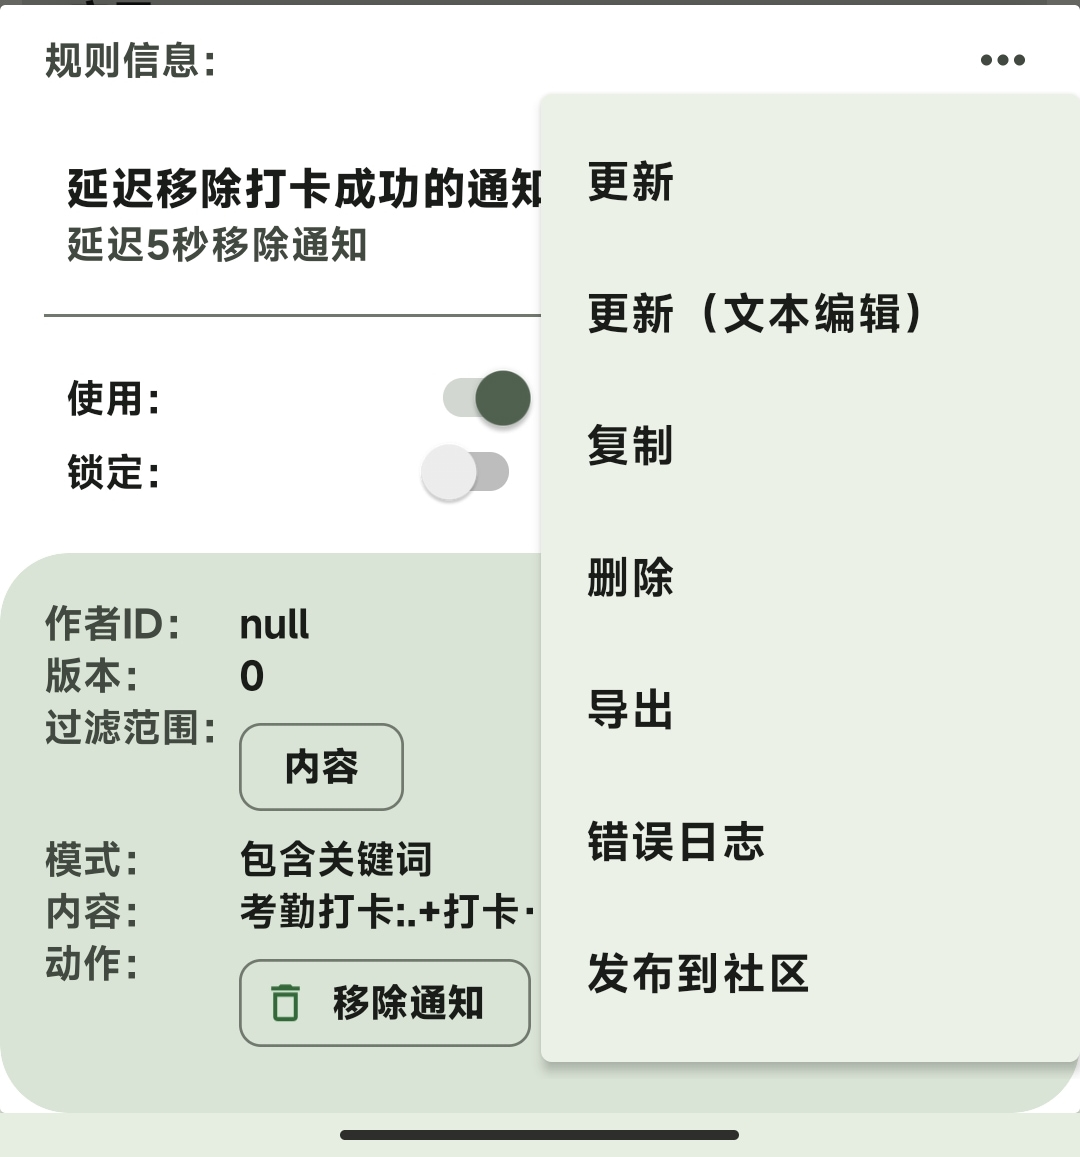 规则信息：
延迟移除打卡成功的通知
延迟5秒移除通知
使用：
锁定：
作者ID： null
版本： 0
过滤范围：
内容
模式： 包含关键词
内容： 考勤打卡:.+打卡·
动作：
移除通知
更新
更新（文本编辑）
复制
删除
导出
错误日志
发布到社区